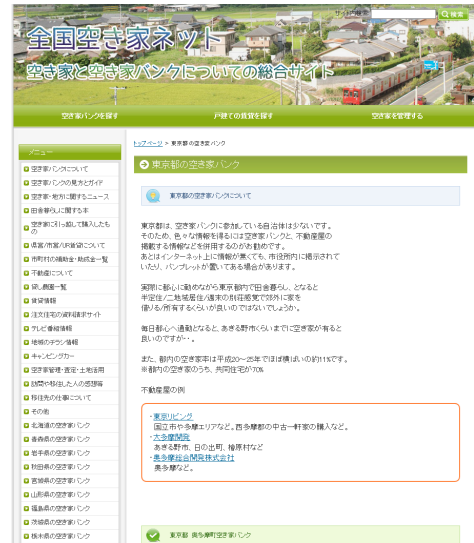 サイト内検索
検索
全国空き家ネット
空き家と空き家バンクについての総合サイト
空き家バンクを探す
戸建ての賃貸を探す
空き家を管理する
メニュー
空き家バンクについて
空き家バンクの見方とガイド
空き家・地方に関するニュース
田舎暮らしに関する本
空き家に引っ越して購入したもの
県営/市営/UR賃貸について
市町村の補助金・助成金一覧
不動産について
貸し農園一覧
賃貸情報
注文住宅の資料請求サイト
テレビ番組情報
地域のチラシ情報
キャンピングカー
空き家管理・査定・土地活用
訪問や移住した人の感想等
移住先の仕事について
その他
北海道の空き家バンク
青森県の空き家バンク
岩手県の空き家バンク
秋田県の空き家バンク
宮城県の空き家バンク
山形県の空き家バンク
福島県の空き家バンク
茨城県の空き家バンク
栃木県の空き家バンク
トップページ > 東京都の空き家バンク
東京都の空き家バンク
東京都の空き家バンクについて
東京都は、空き家バンクに参加している自治体は少ないです。
そのため、色々な情報を得るには空き家バンクと、不動産屋の
掲載する情報などを併用するのがお勧めです。
あとはインターネット上に情報が無くても、市役所内に掲示されて
いたり、パンフレットが置いてある場合があります。
実際に都心に勤めながら東京都内で田舎暮らし、となると
半定住/二地域居住/週末の別荘感覚で郊外に家を
借りる/所有するくらいが良いのではないでしょうか。
毎日都心へ通勤となると、あきる野市くらいまでに空き家が有ると
良いのですが・・。
また、都内の空き家率は平成20～25年でほぼ横ばいの約11%です。
※都内の空き家のうち、共同住宅が70%
不動産屋の例
・東京リビング
国立市や多摩エリアなど。西多摩郡の中古一軒家の購入など。
・大多摩開発
あきる野市、日の出町、檜原村など
・奥多摩総合開発株式会社
奥多摩など。
東京都 奥多摩町空き家バンク